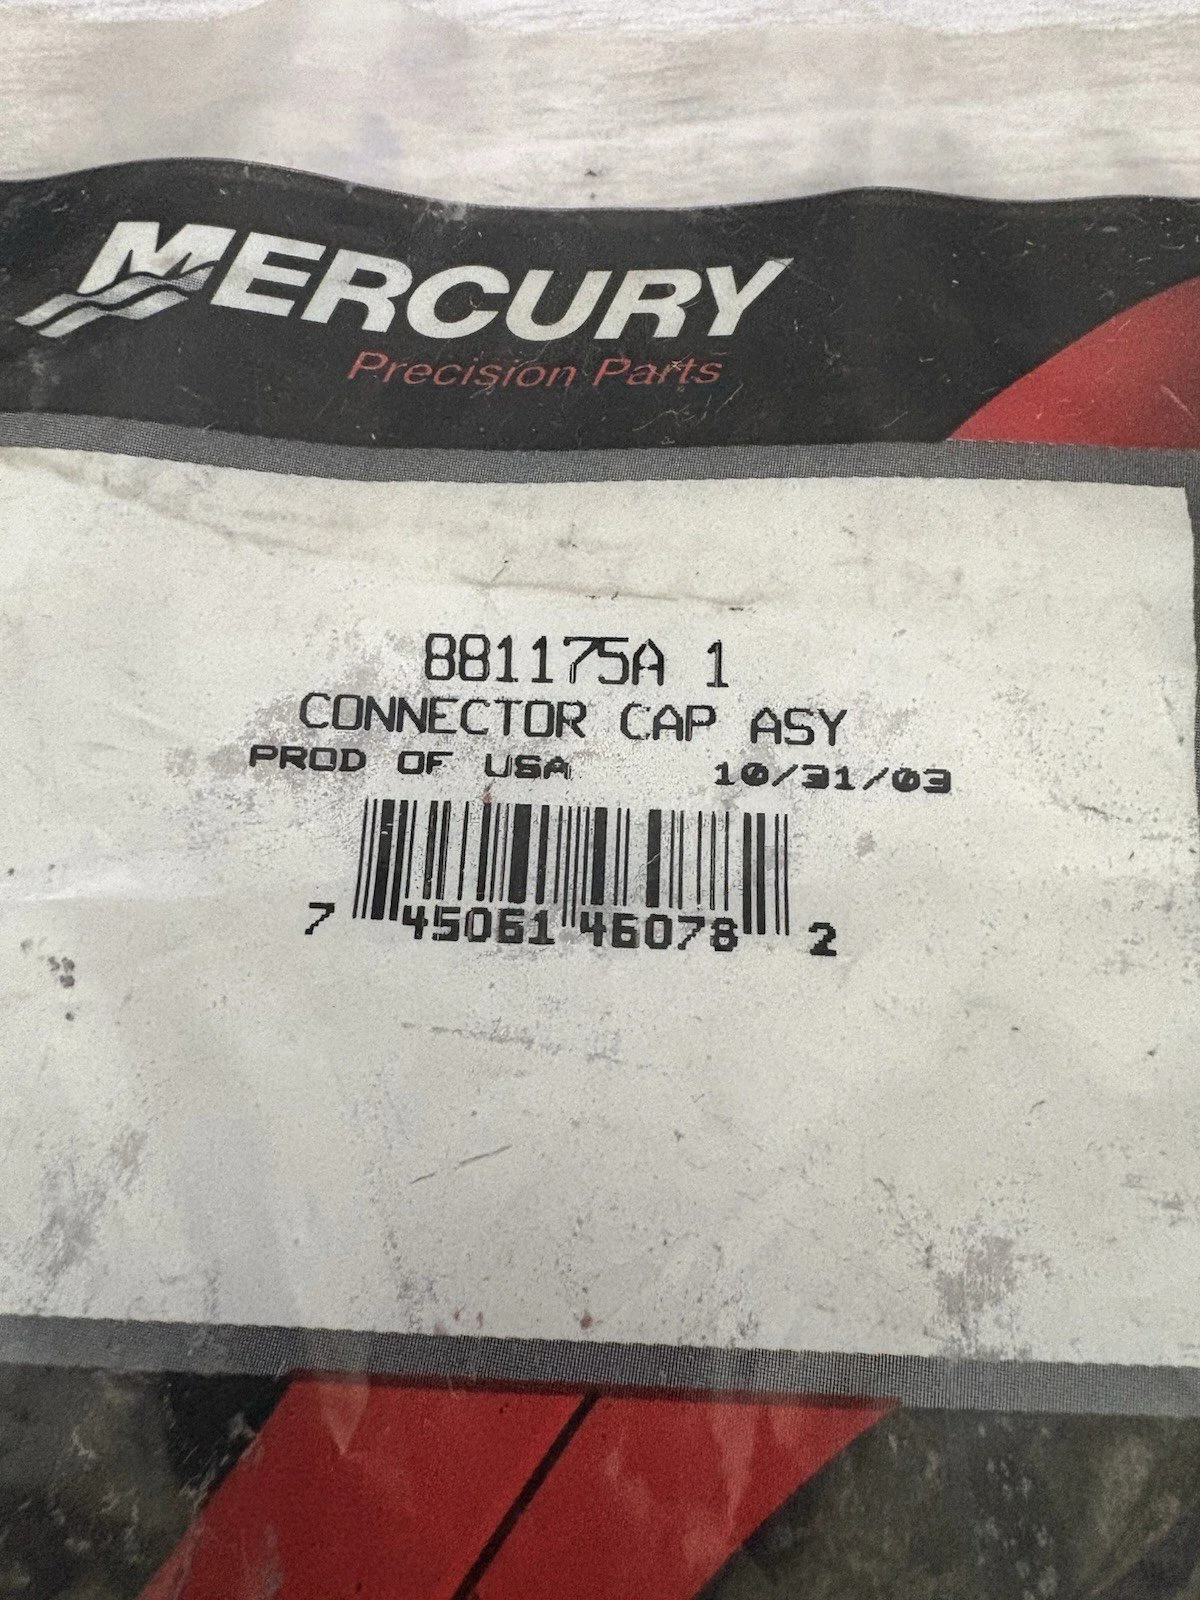 MERCURY
Precision Parts
881175A 1
CONNECTOR CAP ASY
PROD OF USA 10/31/03
7 45061 46078 2